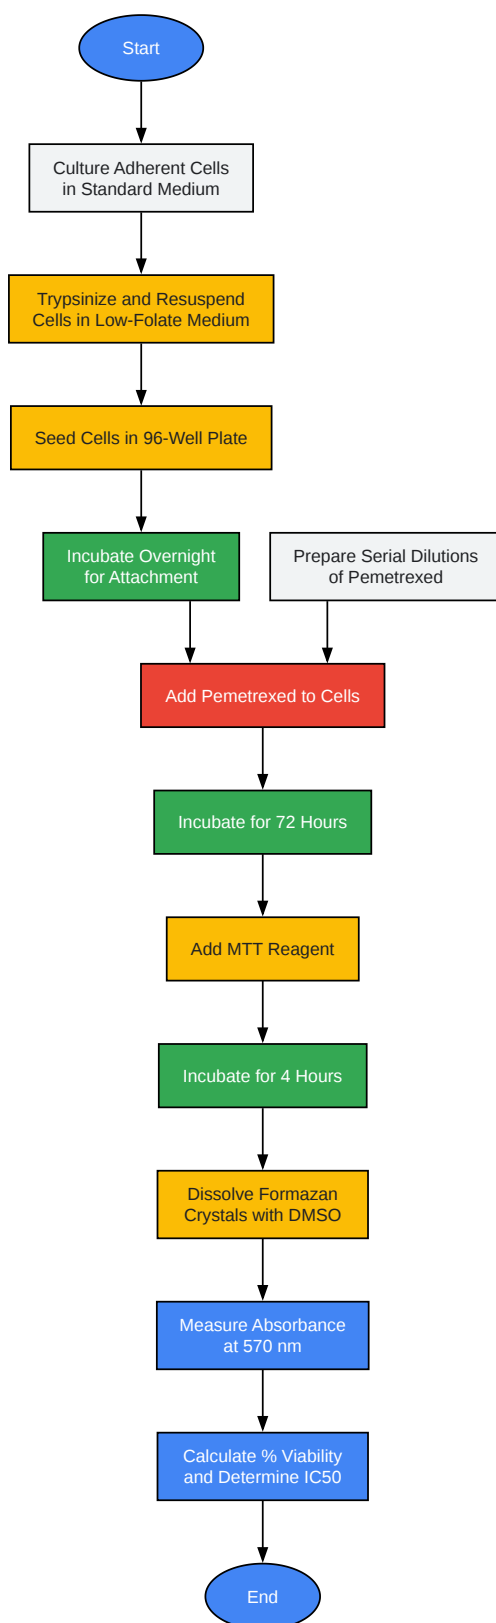 Start
Culture Adherent Cells
in Standard Medium
Trypsinize and Resuspend
Cells in Low-Folate Medium
Seed Cells in 96-Well Plate
Incubate Overnight
for Attachment
Prepare Serial Dilutions
of Pemetrexed
Add Pemetrexed to Cells
Incubate for 72 Hours
Add MTT Reagent
Incubate for 4 Hours
Dissolve Formazan
Crystals with DMSO
Measure Absorbance
at 570 nm
Calculate % Viability
and Determine IC50
End